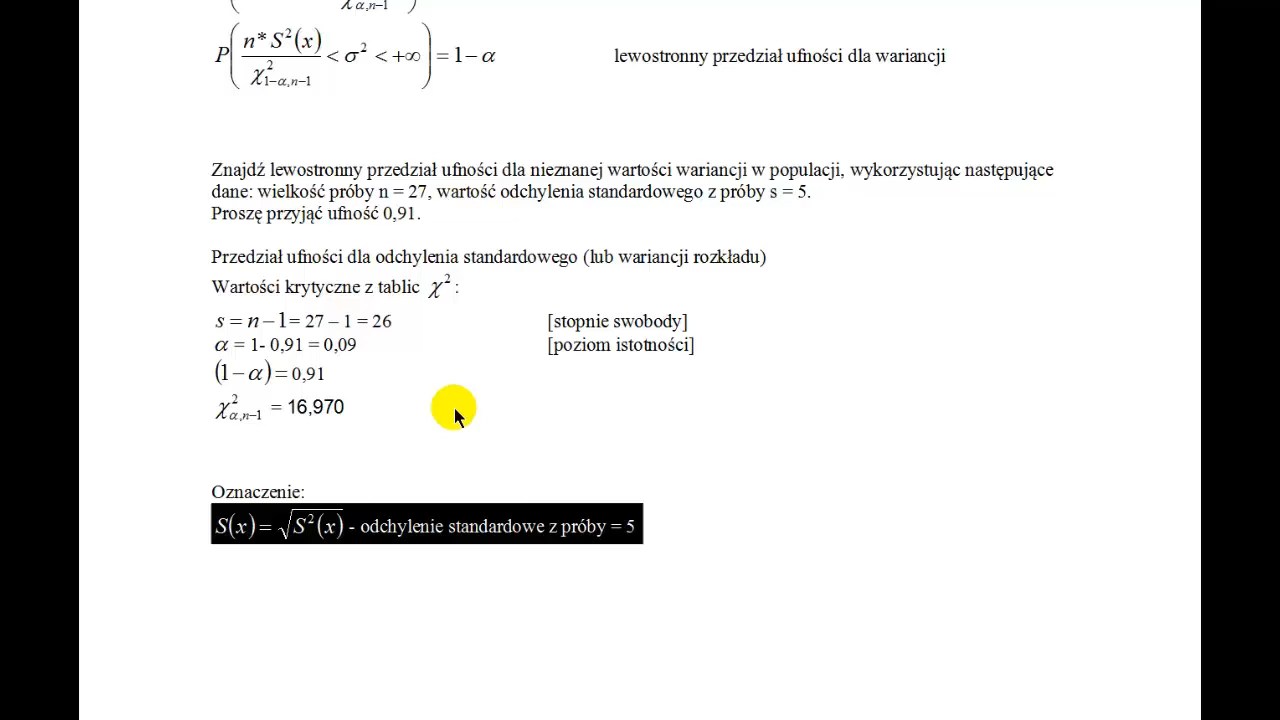 χ α,n−1
P( n* S²(x) / χ² 1−α,n−1 < σ² < +∞ ) = 1 − α lewostronny przedział ufności dla wariancji
Znajdź lewostronny przedział ufności dla nieznanej wartości wariancji w populacji, wykorzystując następujące
dane: wielkość próby n = 27, wartość odchylenia standardowego z próby s = 5.
Proszę przyjąć ufność 0,91.
Przedział ufności dla odchylenia standardowego (lub wariancji rozkładu)
Wartości krytyczne z tablic χ² :
s = n − 1 = 27 – 1 = 26 [stopnie swobody]
α = 1- 0,91 = 0,09 [poziom istotności]
(1 − α) = 0,91
χ² α,n−1 = 16,970
Oznaczenie:
S(x) = √S²(x) - odchylenie standardowe z próby = 5